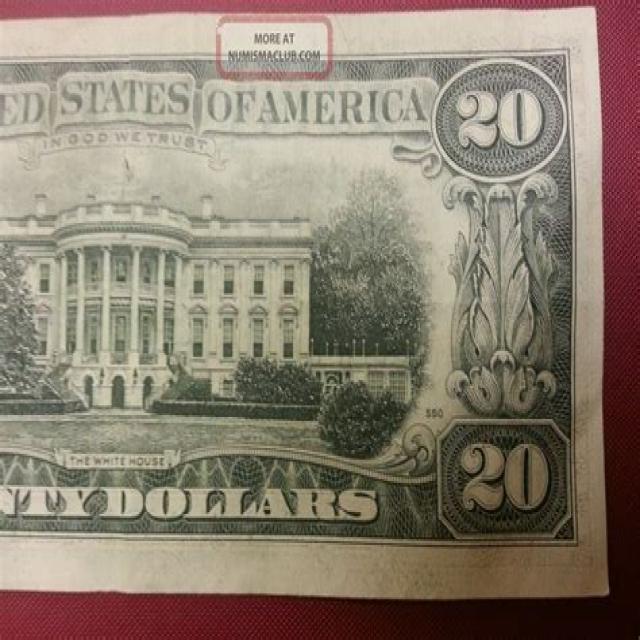 MORE AT
NUMISMACLUB.COM
ED STATES OF AMERICA
20
IN GOD WE TRUST
550
THE WHITE HOUSE
20
NTY DOLLARS